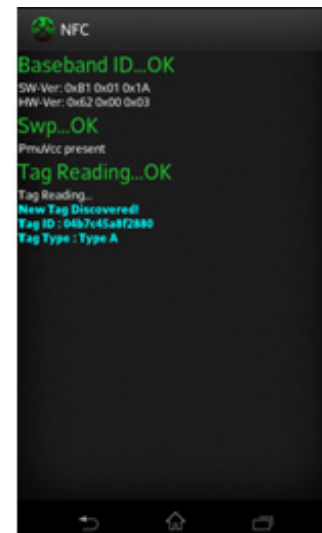 NFC
Baseband ID...OK
SW-Ver: 0xB1 0x01 0x1A
HW-Ver: 0x62 0x00 0x03
Swp...OK
PmuVcc present
Tag Reading...OK
Tag Reading...
New Tag Discovered!
Tag ID : 04b7c45a8f2880
Tag Type : Type A